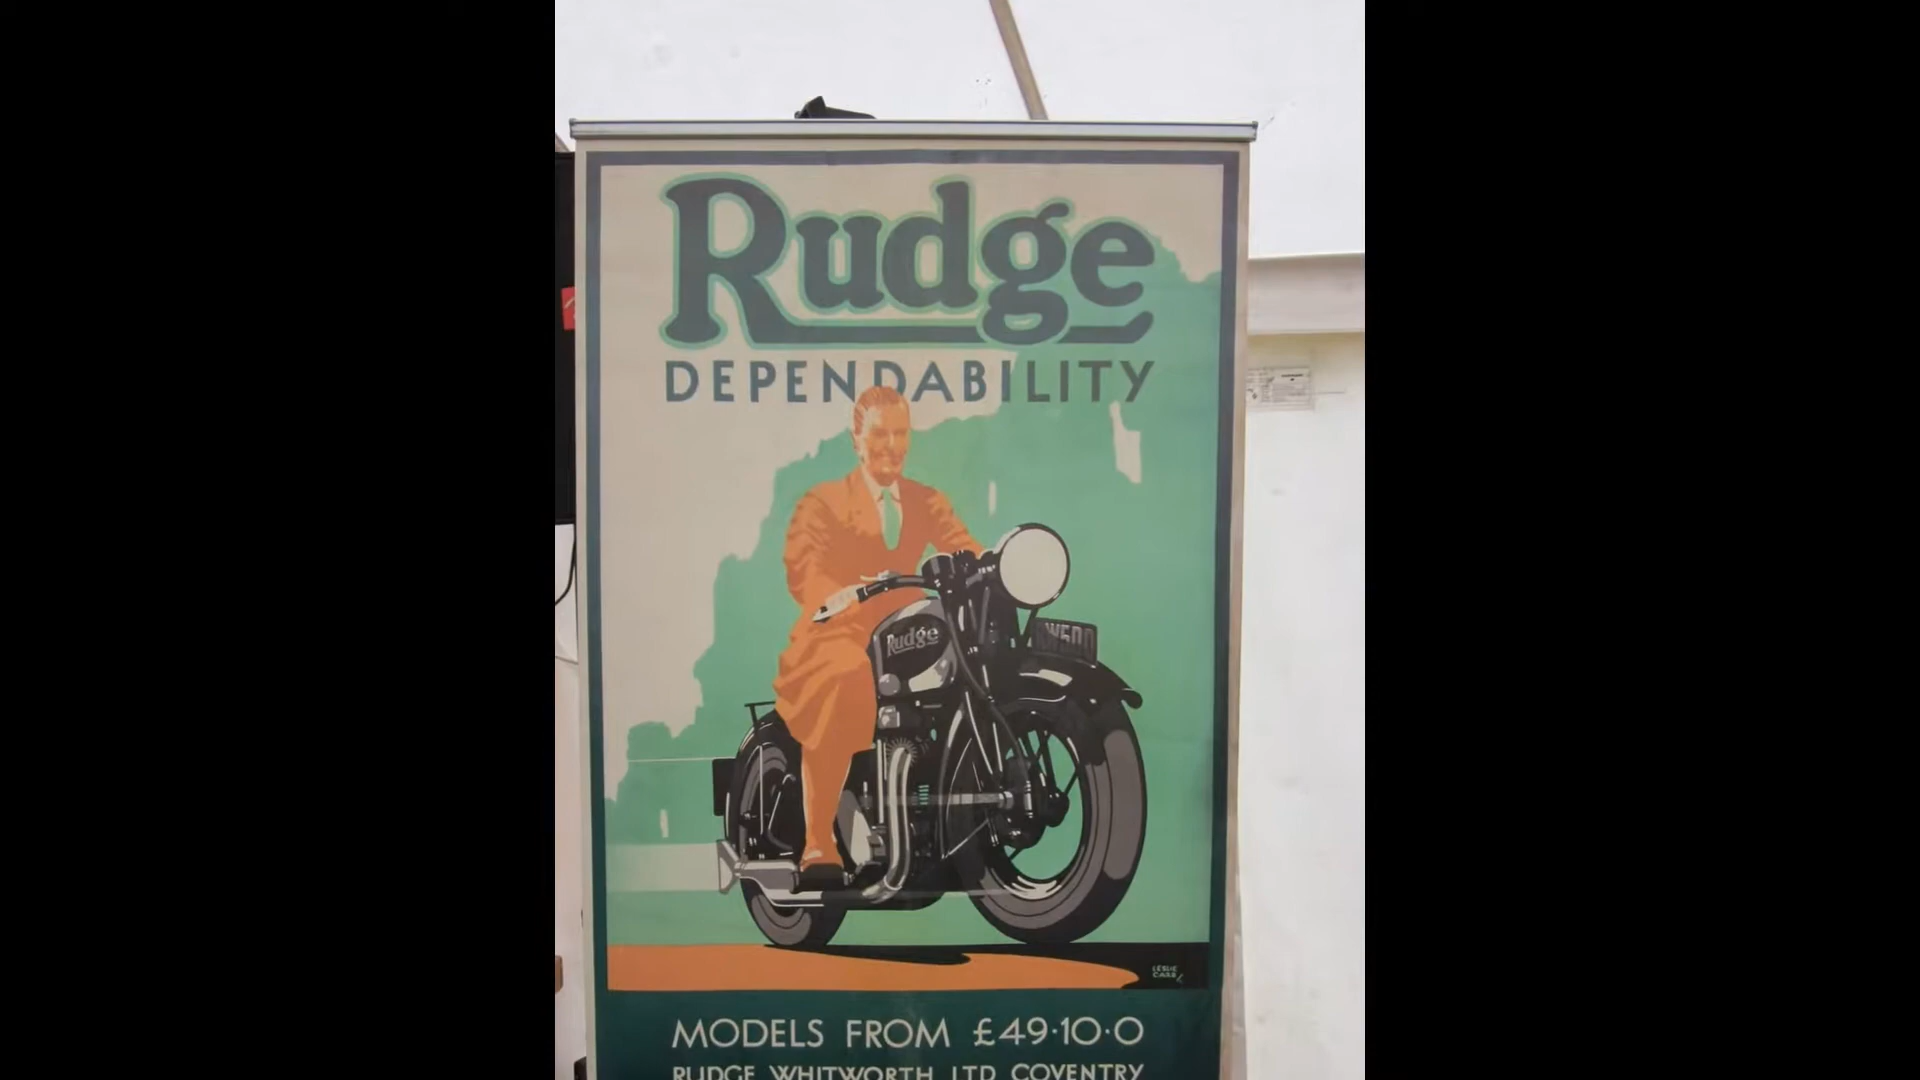 Rudge
DEPENDABILITY
Rudge
MODELS FROM £49·10·0
RUDGE WHITWORTH LTD COVENTRY